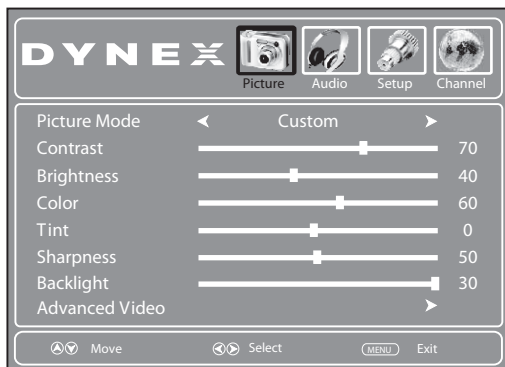 DYNEX
Picture Audio Setup Channel
Picture Mode Custom
Contrast 70
Brightness 40
Color 60
Tint 0
Sharpness 50
Backlight 30
Advanced Video
Move Select MENU Exit